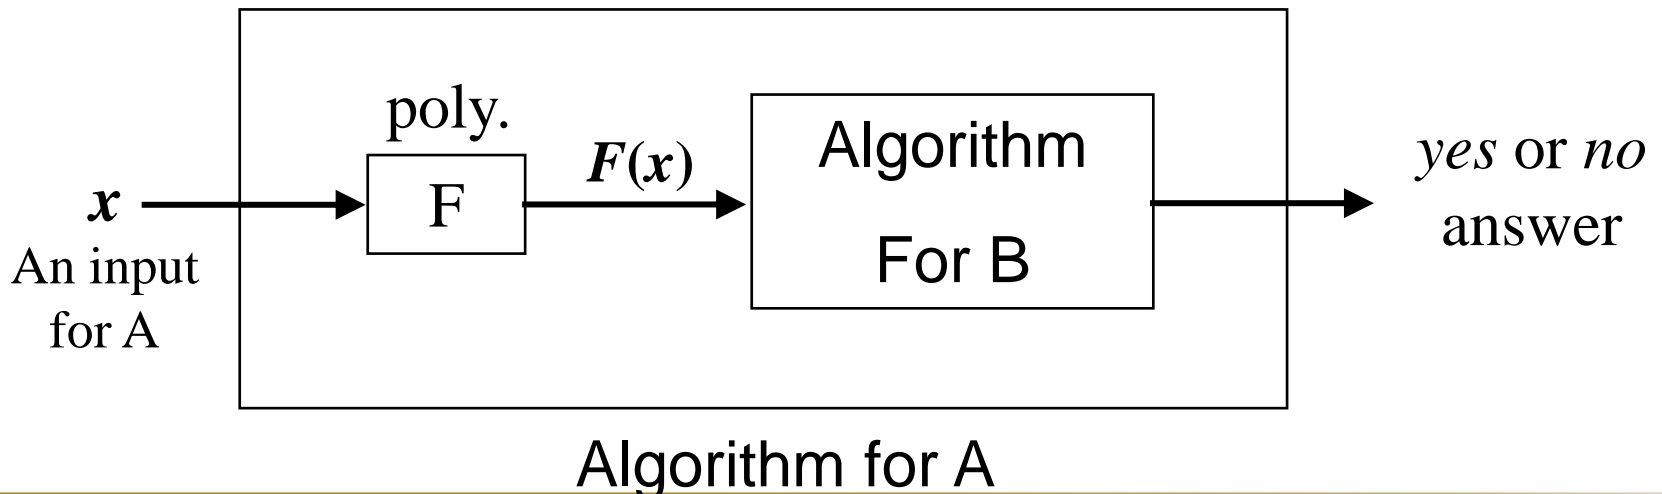 poly.
x
An input
for A
F
F(x)
Algorithm
For B
yes or no
answer
Algorithm for A